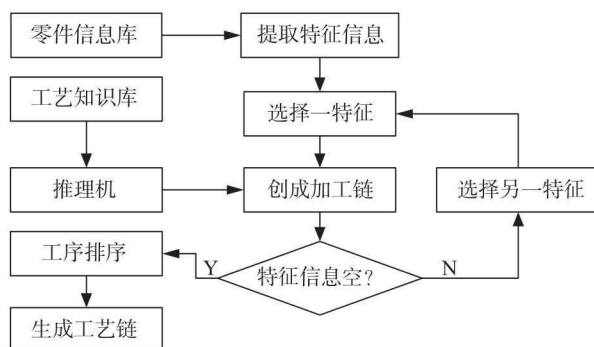 零件信息库
提取特征信息
工艺知识库
选择一特征
推理机
创成加工链
选择另一特征
工序排序
Y
特征信息空？
N
生成工艺链